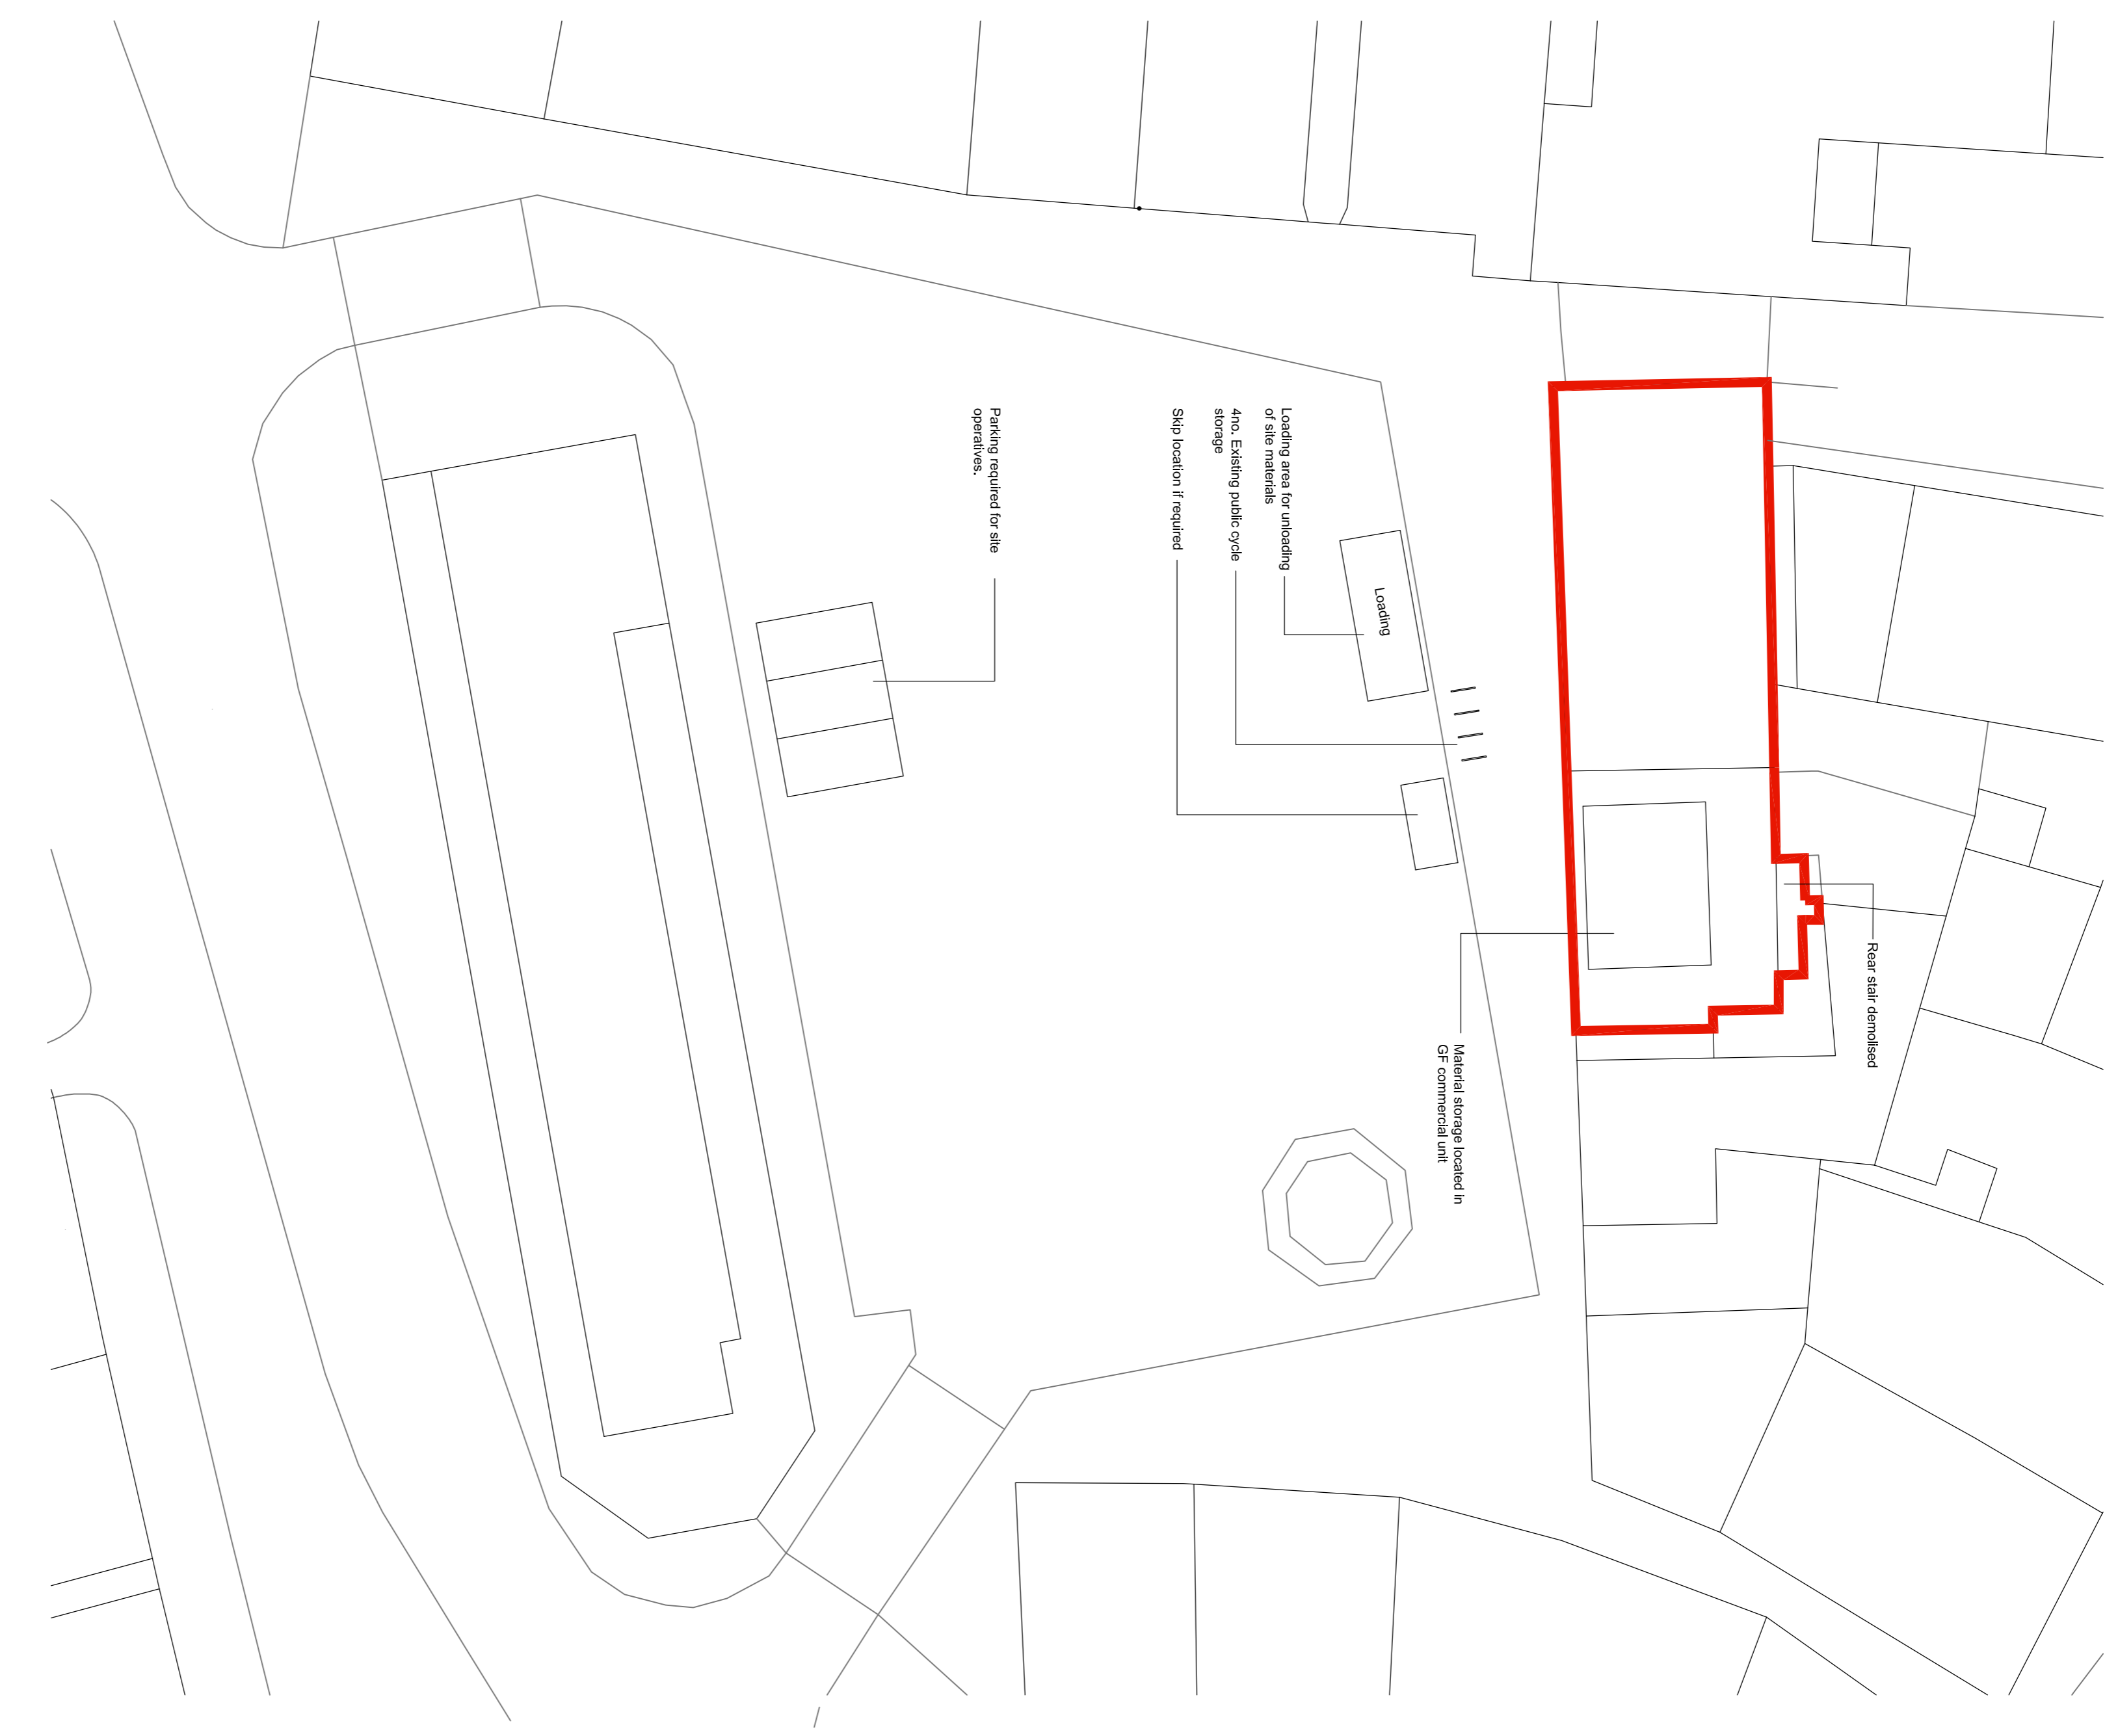 Parking required for site
operatives.
Skip location if required
4no. Existing public cycle
storage
Loading area for unloading
of site materials
Loading
Material storage located in
GF commercial unit
Rear stair demolised